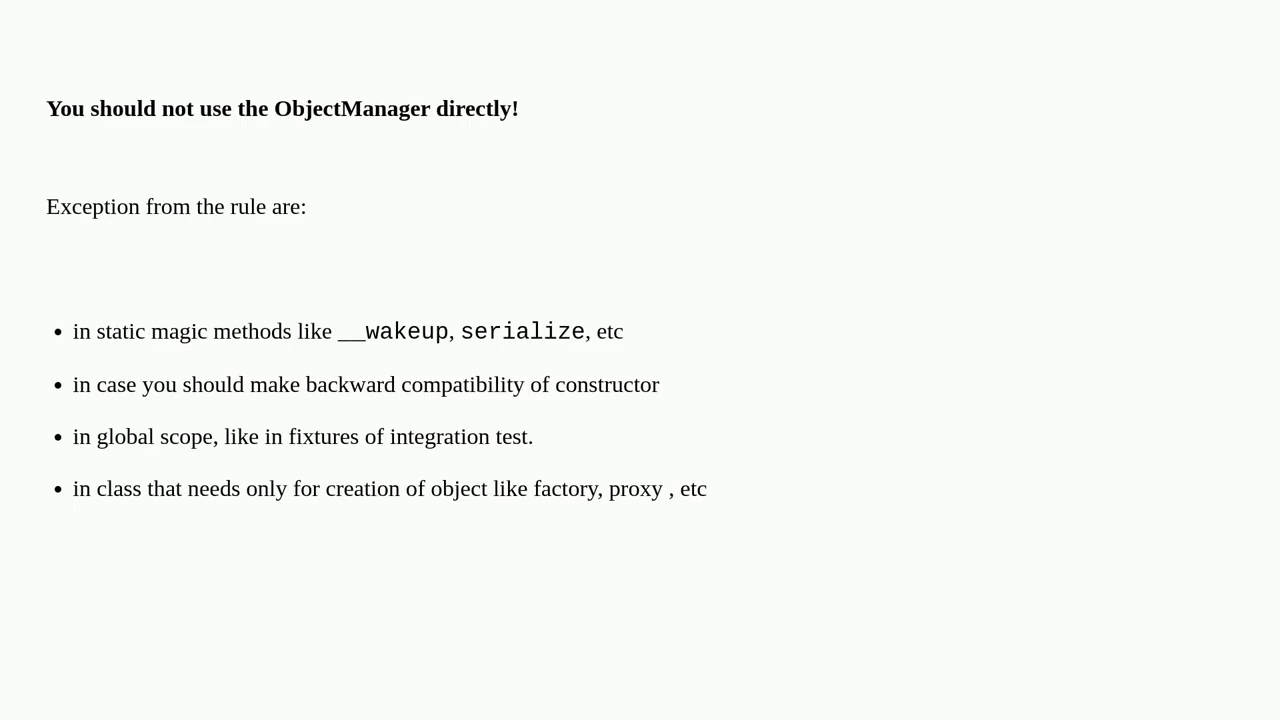 You should not use the ObjectManager directly!
Exception from the rule are:
• in static magic methods like __wakeup, serialize, etc
• in case you should make backward compatibility of constructor
• in global scope, like in fixtures of integration test.
• in class that needs only for creation of object like factory, proxy , etc